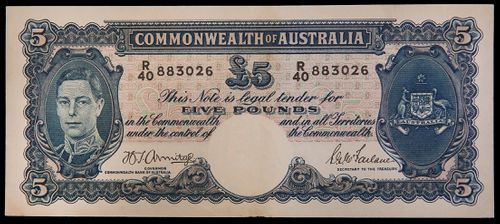 5 COMMONWEALTH OF AUSTRALIA 5
R/40 883026 £5 R/40 883026
This Note is legal tender for
FIVE POUNDS
in the Commonwealth and in all Territories
under the control of the Commonwealth.
AUSTRALIA
H.T. Armitage
GOVERNOR
COMMONWEALTH BANK OF AUSTRALIA
SECRETARY TO THE TREASURY
5 5